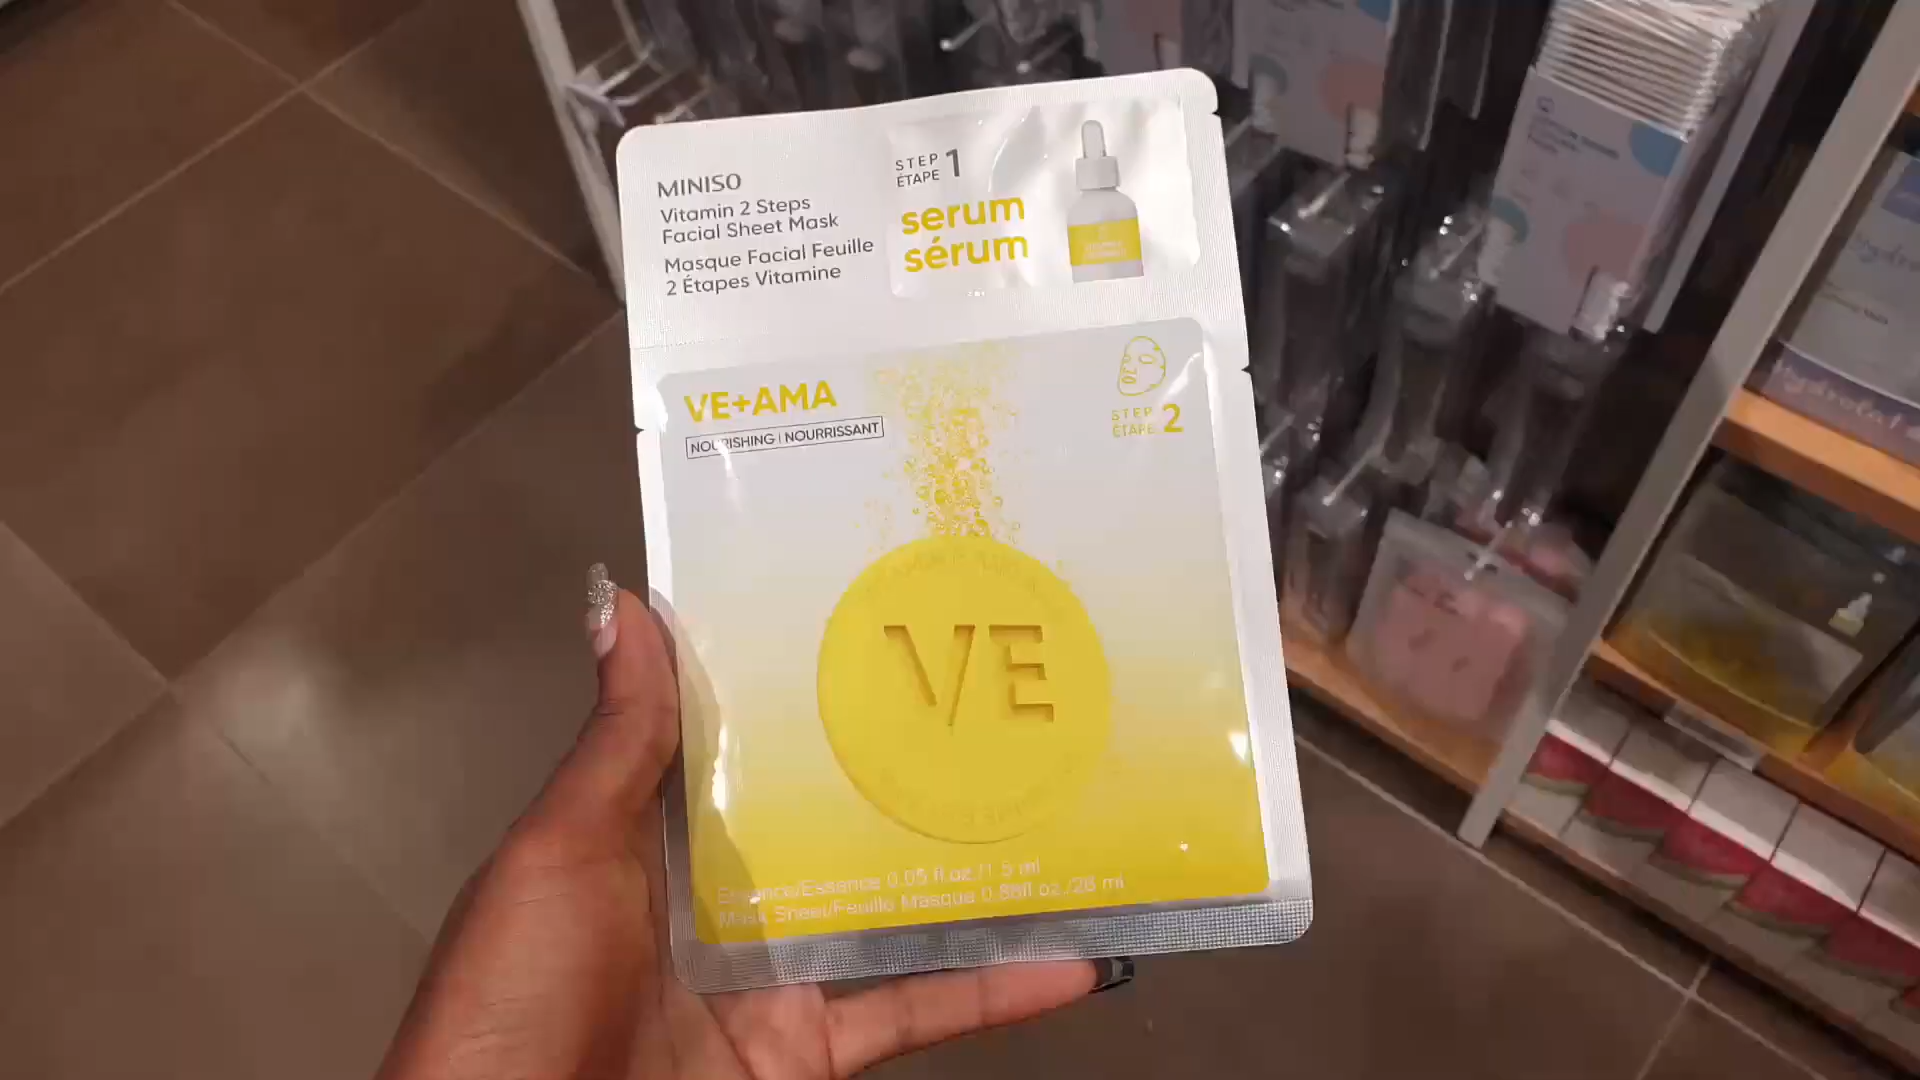 MINISO
Vitamin 2 Steps
Facial Sheet Mask
Masque Facial Feuille
2 Étapes Vitamine
STEP 1
ÉTAPE
serum
sérum
VE+AMA
NOURISHING | NOURRISSANT
STEP 2
ÉTAPE
VE
Essence/Essence 0.05 fl.oz./1.5 ml
Mask Sheet/Feuille Masque 0.88fl oz./26 ml